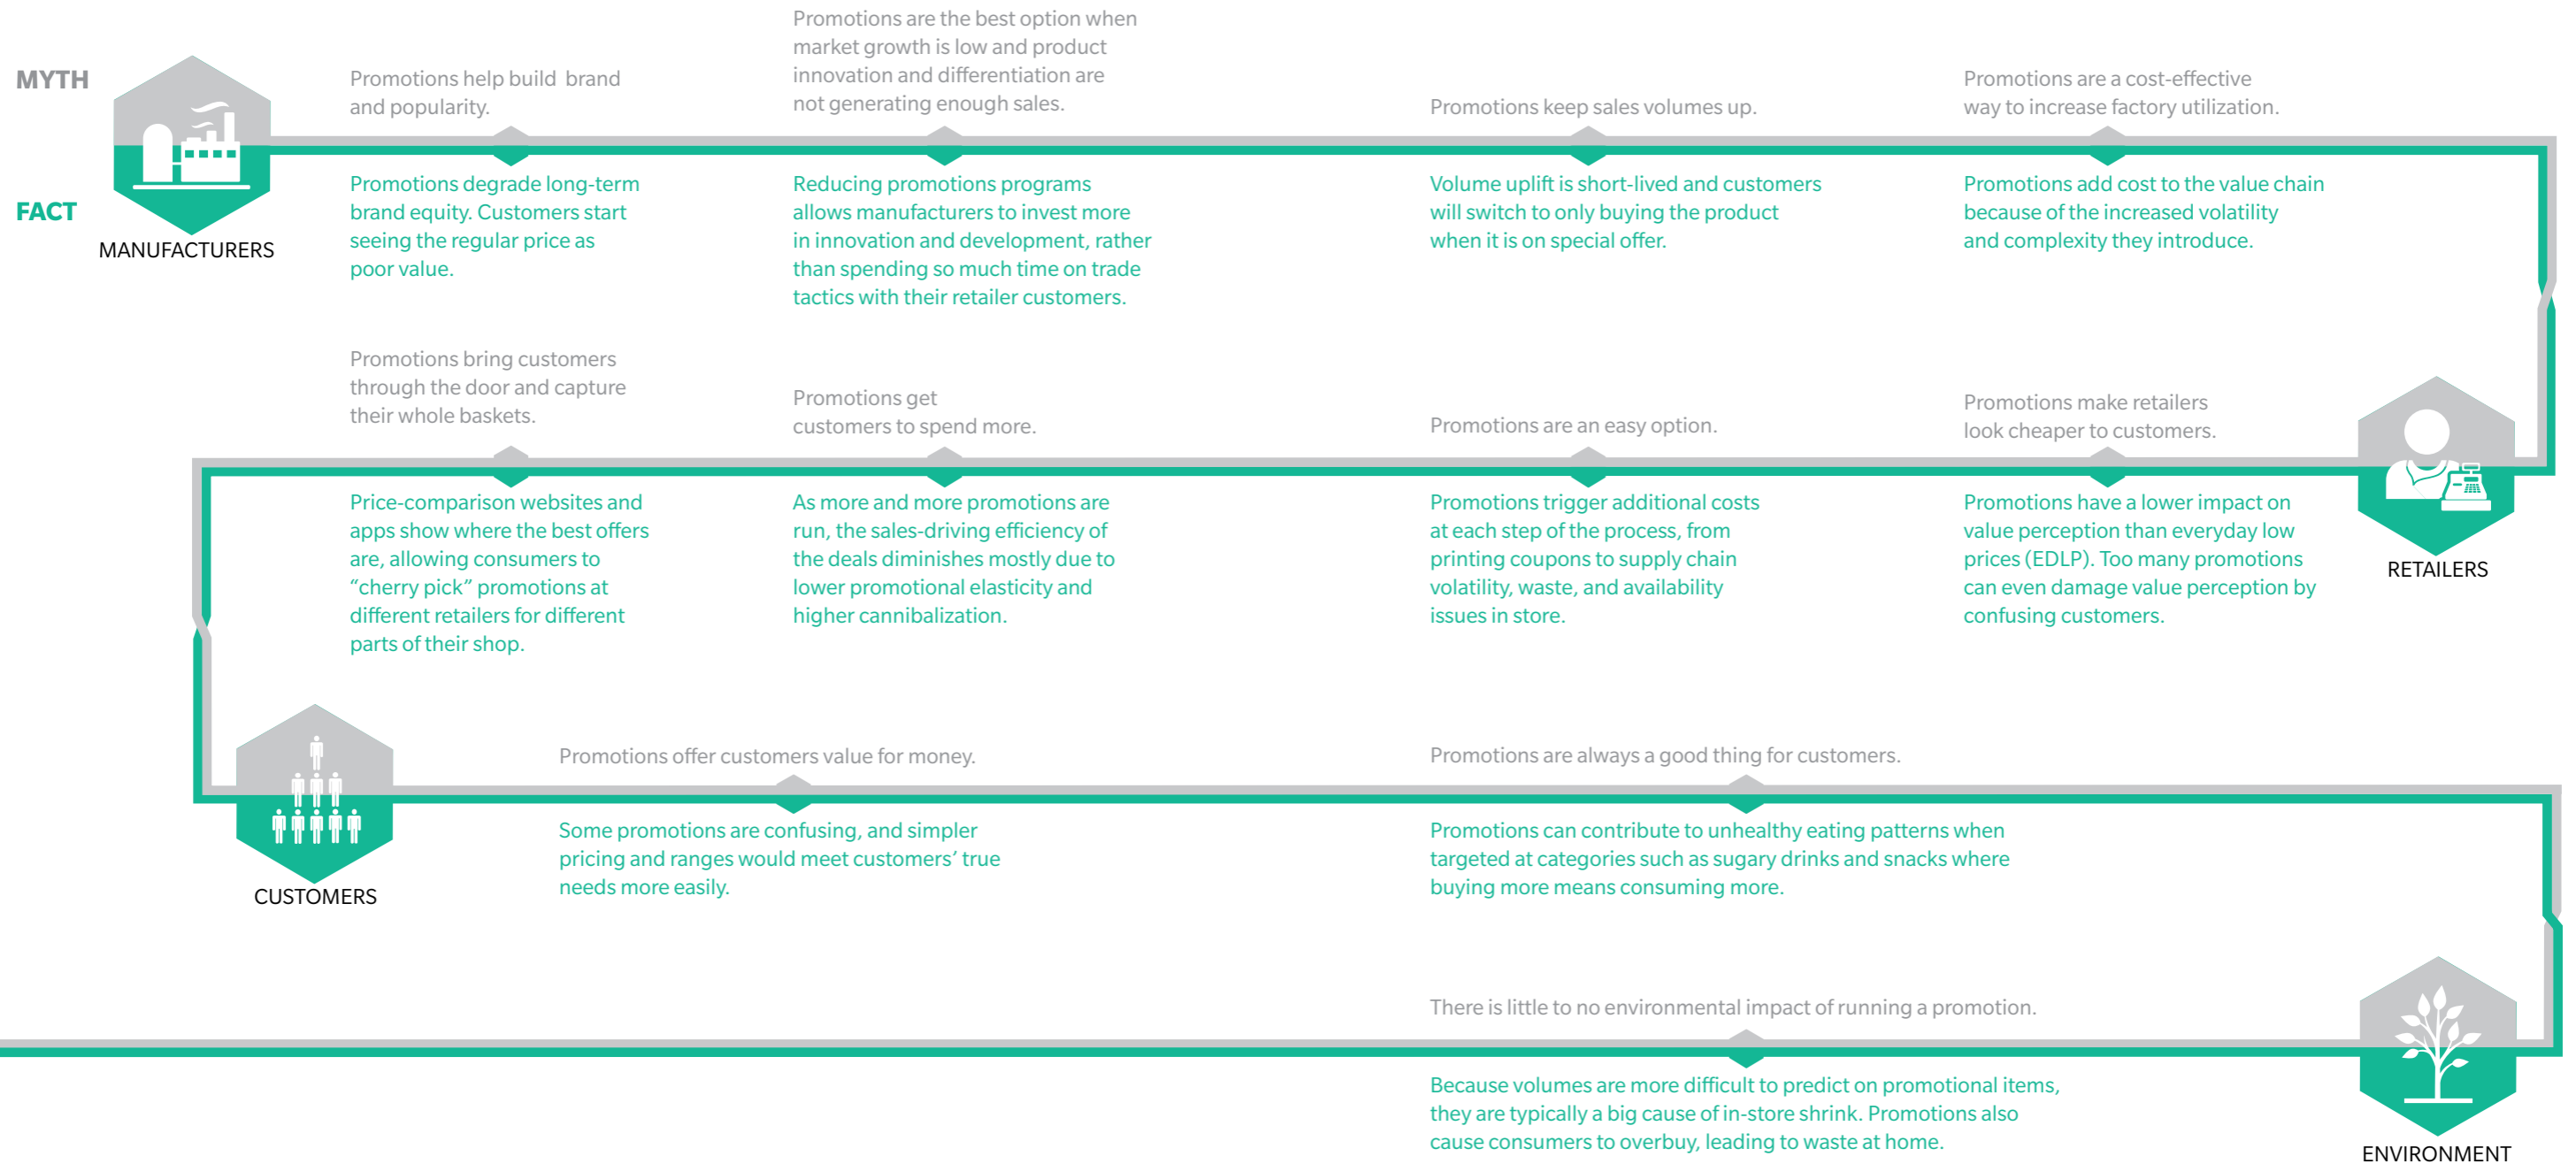 MYTH
FACT
MANUFACTURERS
Promotions help build brand
and popularity.
Promotions degrade long-term
brand equity. Customers start
seeing the regular price as
poor value.
Promotions are the best option when
market growth is low and product
innovation and differentiation are
not generating enough sales.
Reducing promotions programs
allows manufacturers to invest more
in innovation and development, rather
than spending so much time on trade
tactics with their retailer customers.
Promotions keep sales volumes up.
Volume uplift is short-lived and customers
will switch to only buying the product
when it is on special offer.
Promotions are a cost-effective
way to increase factory utilization.
Promotions add cost to the value chain
because of the increased volatility
and complexity they introduce.
RETAILERS
Promotions bring customers
through the door and capture
their whole baskets.
Price-comparison websites and
apps show where the best offers
are, allowing consumers to
“cherry pick” promotions at
different retailers for different
parts of their shop.
Promotions get
customers to spend more.
As more and more promotions are
run, the sales-driving efficiency of
the deals diminishes mostly due to
lower promotional elasticity and
higher cannibalization.
Promotions are an easy option.
Promotions trigger additional costs
at each step of the process, from
printing coupons to supply chain
volatility, waste, and availability
issues in store.
Promotions make retailers
look cheaper to customers.
Promotions have a lower impact on
value perception than everyday low
prices (EDLP). Too many promotions
can even damage value perception by
confusing customers.
CUSTOMERS
Promotions offer customers value for money.
Some promotions are confusing, and simpler
pricing and ranges would meet customers’ true
needs more easily.
Promotions are always a good thing for customers.
Promotions can contribute to unhealthy eating patterns when
targeted at categories such as sugary drinks and snacks where
buying more means consuming more.
ENVIRONMENT
There is little to no environmental impact of running a promotion.
Because volumes are more difficult to predict on promotional items,
they are typically a big cause of in-store shrink. Promotions also
cause consumers to overbuy, leading to waste at home.